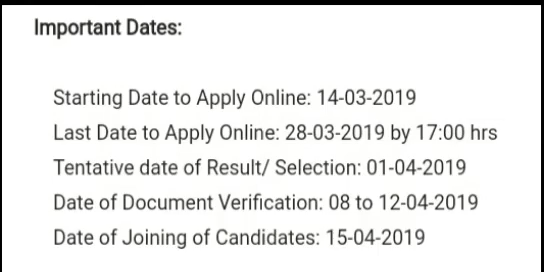 Important Dates:
Starting Date to Apply Online: 14-03-2019
Last Date to Apply Online: 28-03-2019 by 17:00 hrs
Tentative date of Result/ Selection: 01-04-2019
Date of Document Verification: 08 to 12-04-2019
Date of Joining of Candidates: 15-04-2019